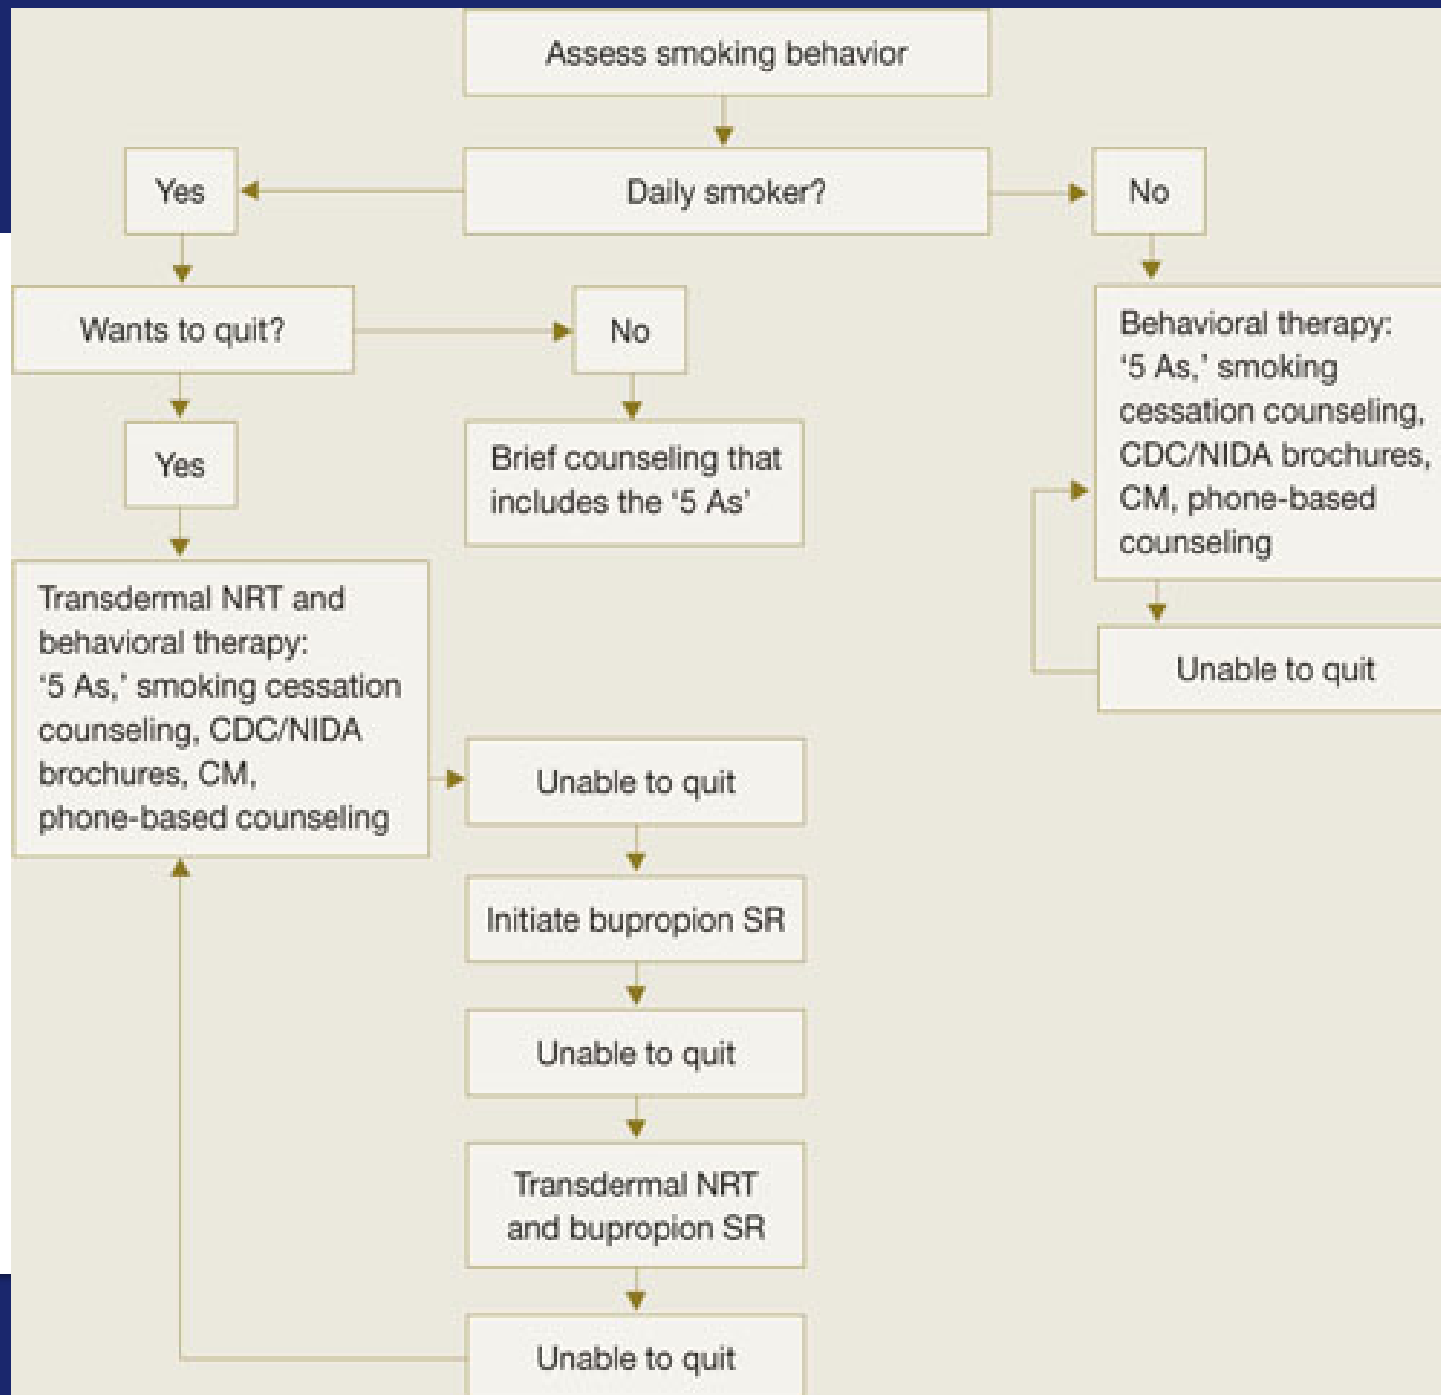 Assess smoking behavior
Yes
Daily smoker?
No
Wants to quit?
No
Behavioral therapy:
‘5 As,’ smoking
cessation counseling,
CDC/NIDA brochures,
CM, phone-based
counseling
Yes
Brief counseling that
includes the ‘5 As’
Transdermal NRT and
behavioral therapy:
‘5 As,’ smoking cessation
counseling, CDC/NIDA
brochures, CM,
phone-based counseling
Unable to quit
Unable to quit
Initiate bupropion SR
Unable to quit
Transdermal NRT
and bupropion SR
Unable to quit